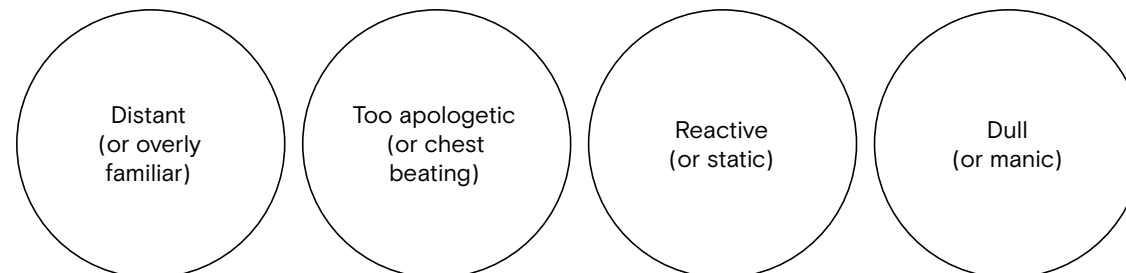 Distant
(or overly
familiar)
Too apologetic
(or chest
beating)
Reactive
(or static)
Dull
(or manic)